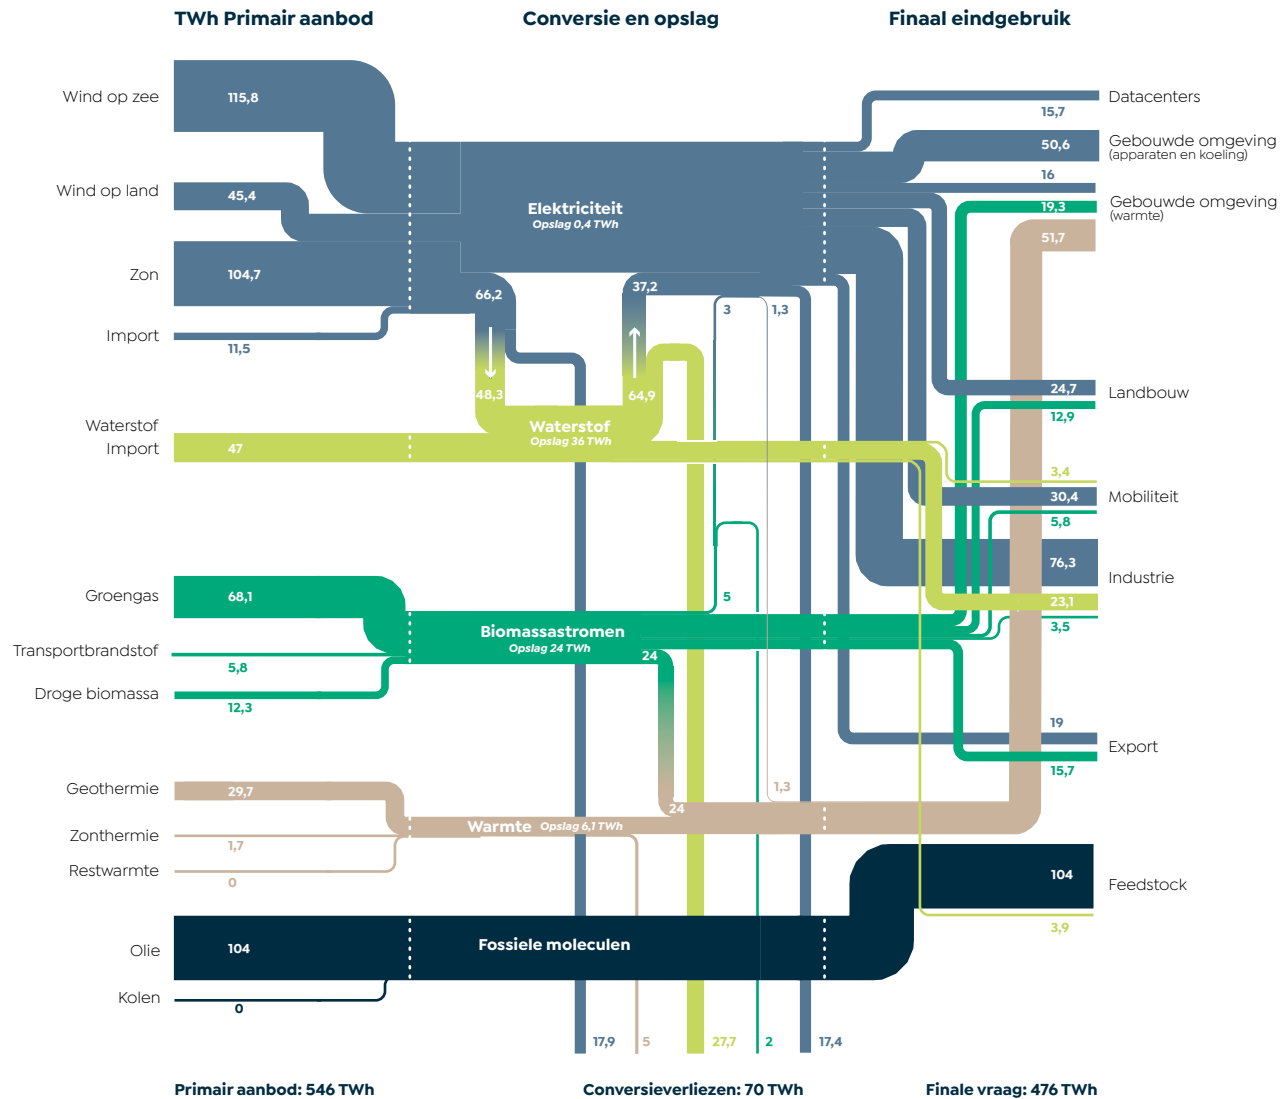 TWh Primair aanbod
Conversie en opslag
Finaal eindgebruik
Wind op zee
115,8
Wind op land
45,4
Zon
104,7
Import
11,5
Waterstof
Import
47
Groengas
68,1
Transportbrandstof
5,8
Droge biomassa
12,3
Geothermie
29,7
Zonthermie
1,7
Restwarmte
0
Olie
104
Kolen
0
Elektriciteit
Opslag 0,4 TWh
66,2
37,2
3
1,3
48,3
64,9
Waterstof
Opslag 36 TWh
5
Biomassastromen
Opslag 24 TWh
24
1,3
24
Warmte Opslag 6,1 TWh
Fossiele moleculen
17,9
5
27,7
2
17,4
Datacenters
15,7
50,6
Gebouwde omgeving
(apparaten en koeling)
16
19,3
Gebouwde omgeving
(warmte)
51,7
24,7
Landbouw
12,9
3,4
30,4
Mobiliteit
5,8
76,3
Industrie
23,1
3,5
19
Export
15,7
104
Feedstock
3,9
Primair aanbod: 546 TWh
Conversieverliezen: 70 TWh
Finale vraag: 476 TWh